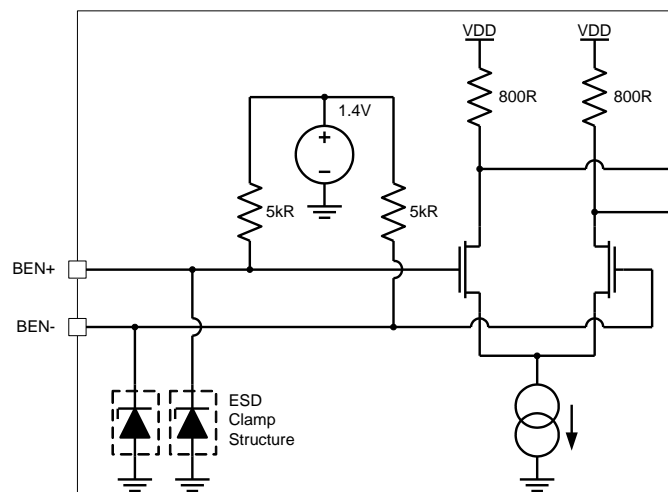 VDD VDD
800R 800R
1.4V
+
−
5kR 5kR
BEN+
BEN-
ESD
Clamp
Structure